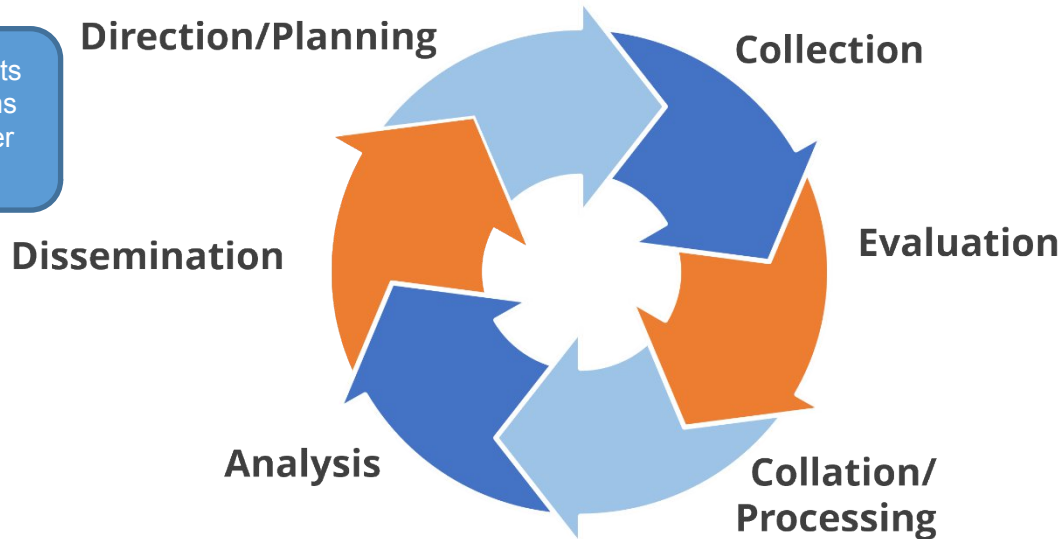 Direction/Planning
Collection
Evaluation
Collation/
Processing
Analysis
Dissemination